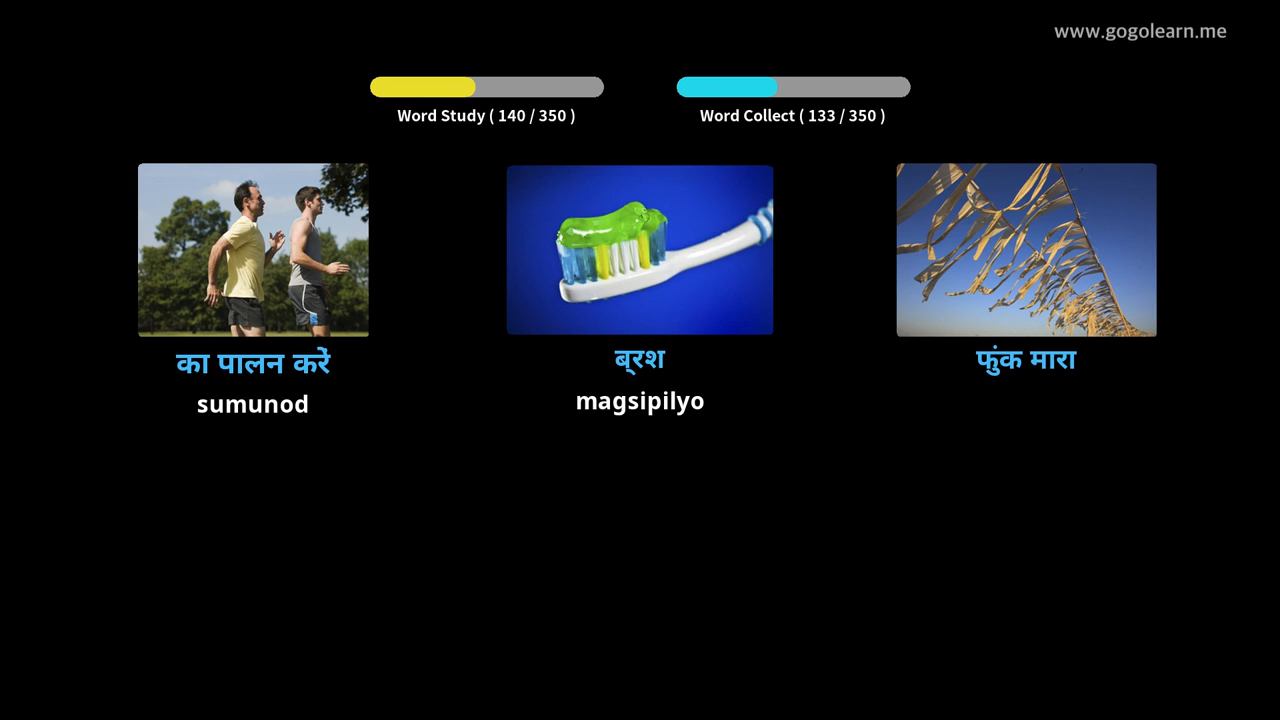 www.gogolearn.me
Word Study ( 140 / 350 )
Word Collect ( 133 / 350 )
का पालन करें
sumunod
ब्रश
magsipilyo
फुंक मारा